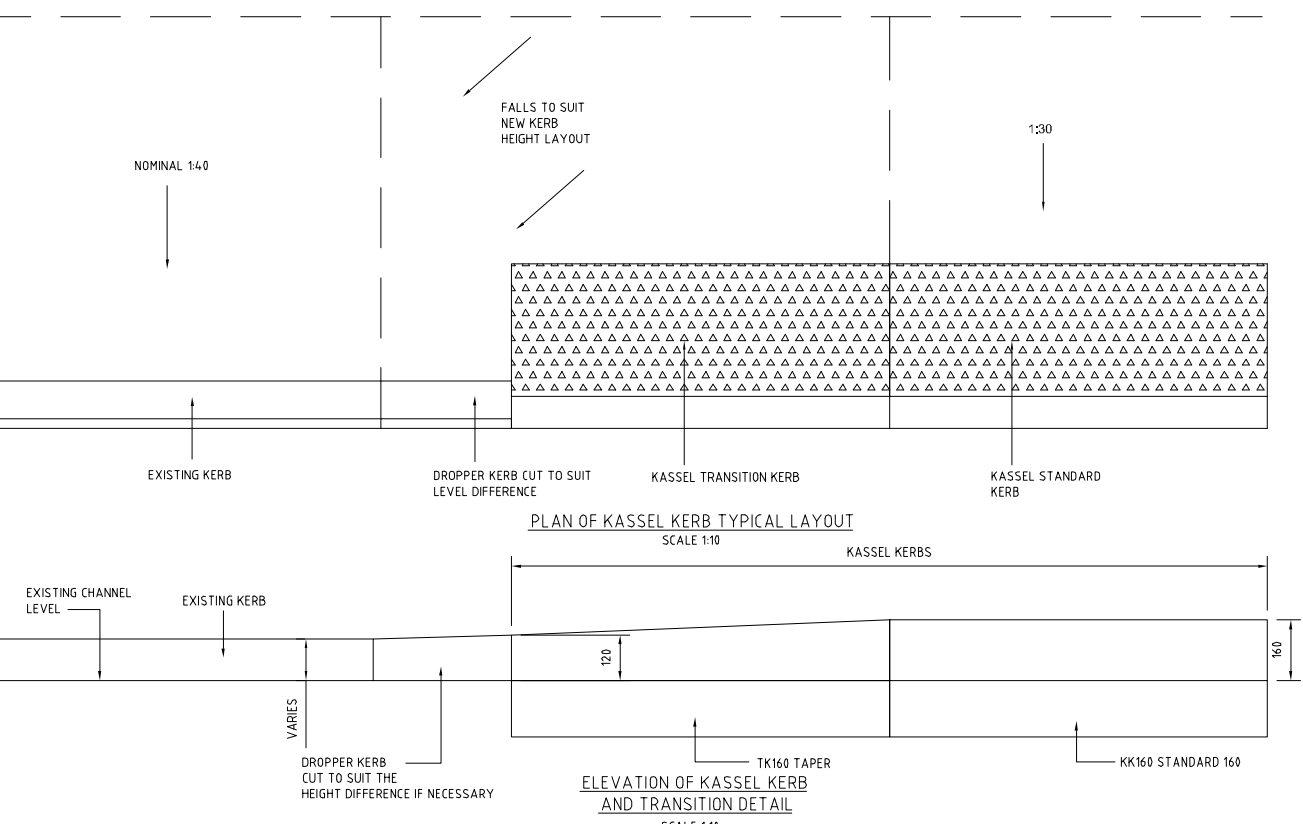 FALLS TO SUIT
NEW KERB
HEIGHT LAYOUT
1:30
NOMINAL 1:40
EXISTING KERB
DROPPER KERB CUT TO SUIT
LEVEL DIFFERENCE
KASSEL TRANSITION KERB
KASSEL STANDARD
KERB
PLAN OF KASSEL KERB TYPICAL LAYOUT
SCALE 1:10
KASSEL KERBS
EXISTING CHANNEL
LEVEL
EXISTING KERB
120
160
VARIES
DROPPER KERB
CUT TO SUIT THE
HEIGHT DIFFERENCE IF NECESSARY
TK160 TAPER
KK160 STANDARD 160
ELEVATION OF KASSEL KERB
AND TRANSITION DETAIL
SCALE 1:10